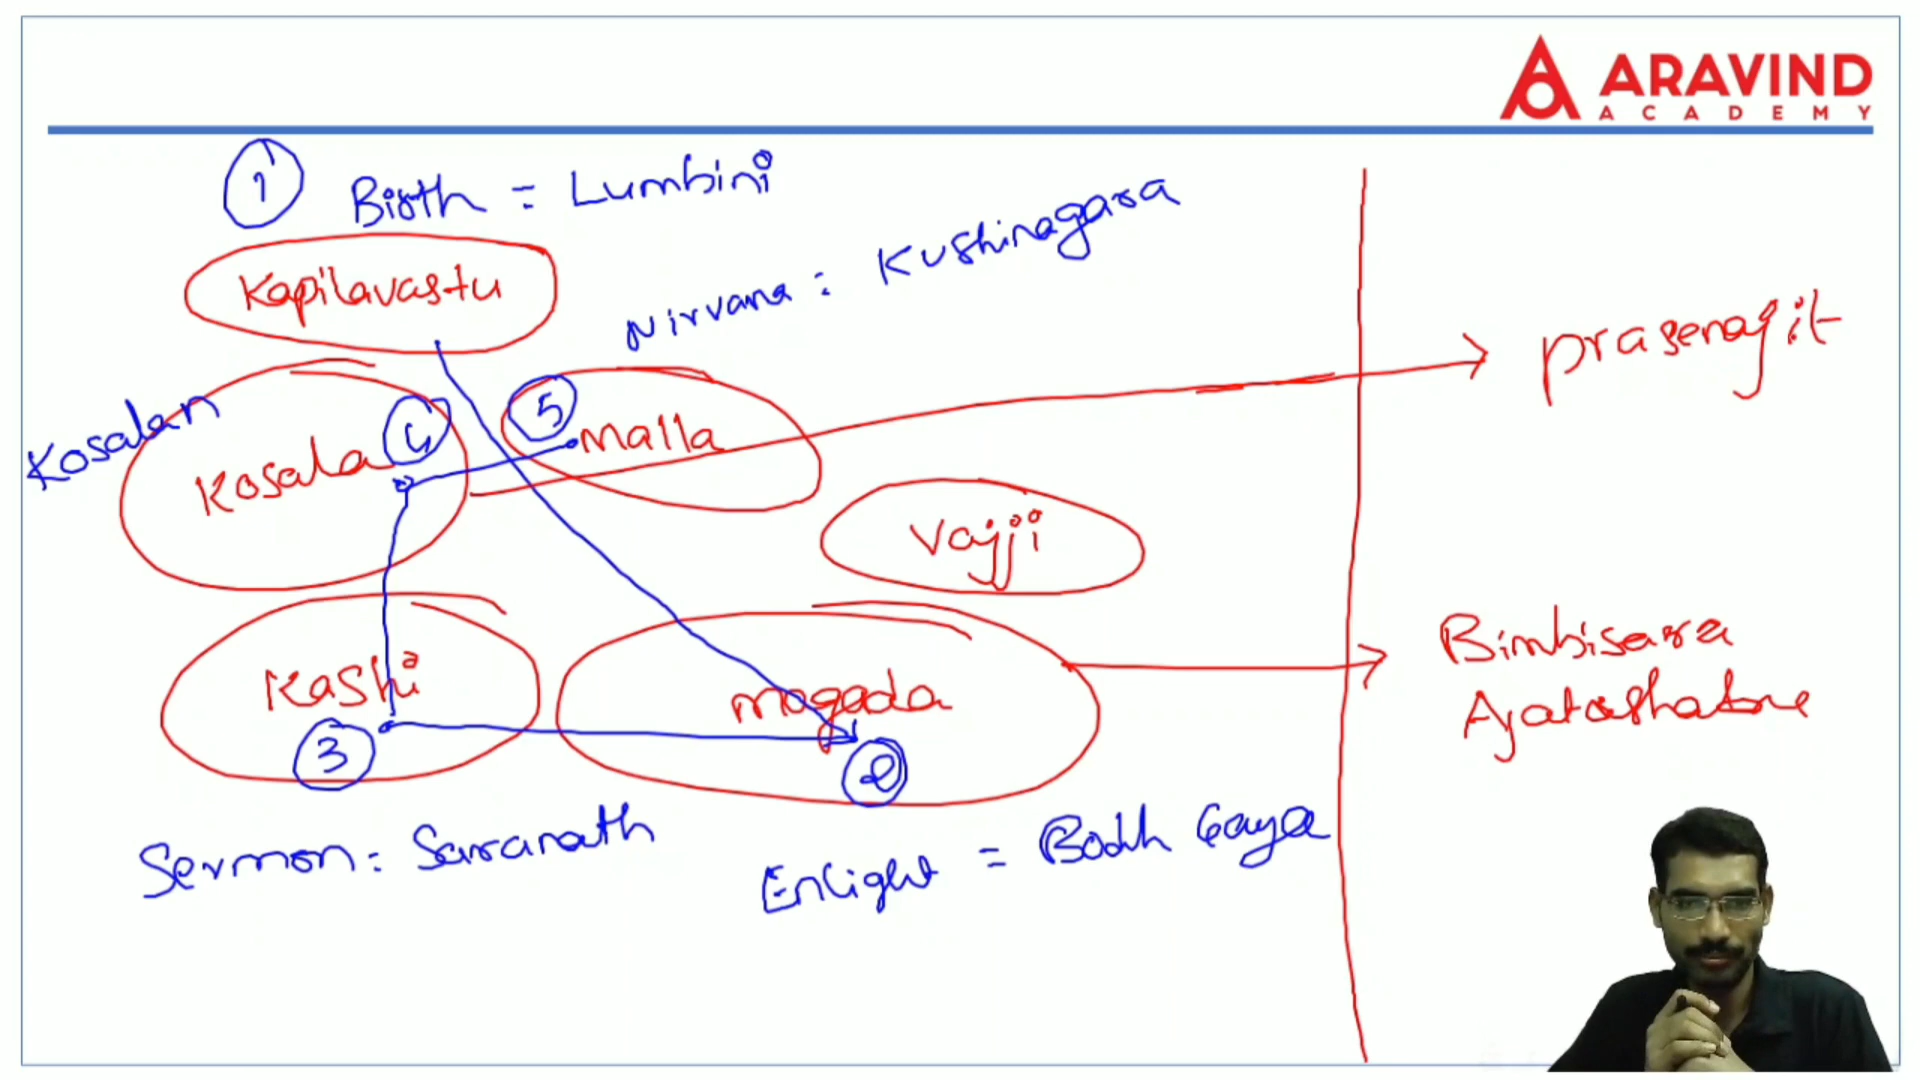 ARAVIND
ACADEMY
1
Birth = Lumbini
Kapilavastu
Nirvana : Kushinagara
prasenajit
Kosalan
Kosala 4
5 malla
Vajji
Bimbisara
Ajatashatru
Kashi
3
magada
2
Sermon : Saranath
Enlight = Bodh Gaya